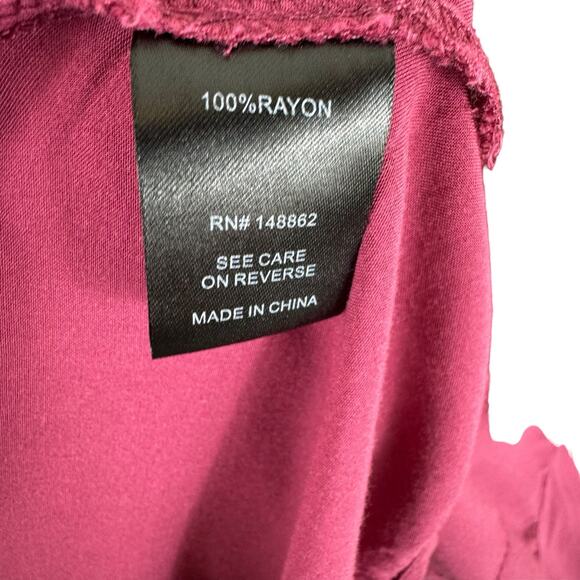 100%RAYON
RN# 148862
SEE CARE
ON REVERSE
MADE IN CHINA